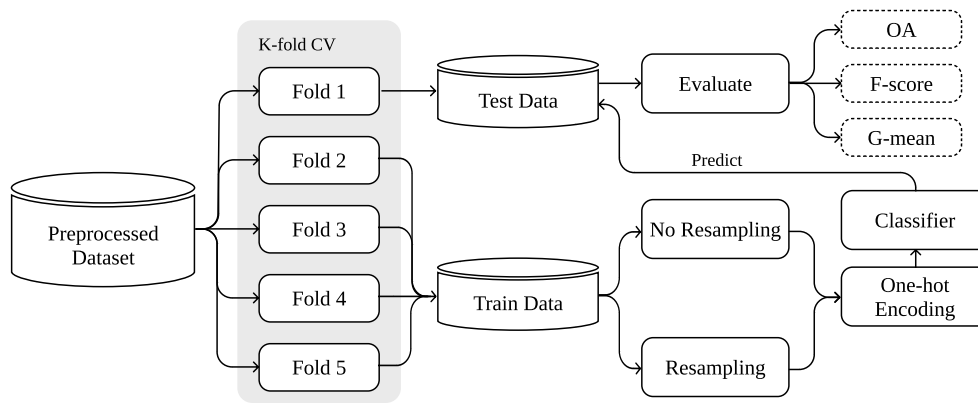 K-fold CV
Fold 1
Fold 2
Fold 3
Fold 4
Fold 5
Preprocessed
Dataset
Test Data
Train Data
Evaluate
OA
F-score
G-mean
Predict
No Resampling
Resampling
Classifier
One-hot
Encoding